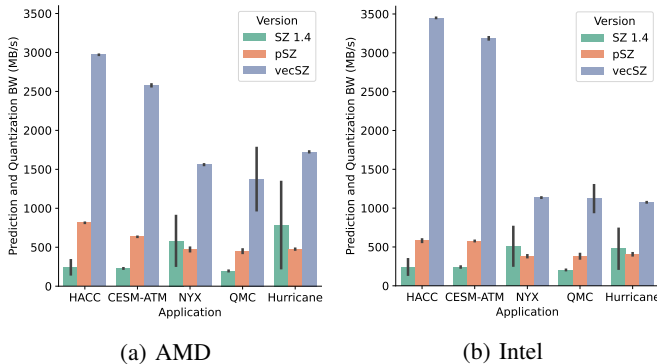 3500
3000
2500
2000
1500
1000
500
0
Prediction and Quantization BW (MB/s)
Version
SZ 1.4
pSZ
vecSZ
HACC CESM-ATM NYX QMC Hurricane
Application
(a) AMD
3500
3000
2500
2000
1500
1000
500
0
Prediction and Quantization BW (MB/s)
Version
SZ 1.4
pSZ
vecSZ
HACC CESM-ATM NYX QMC Hurricane
Application
(b) Intel